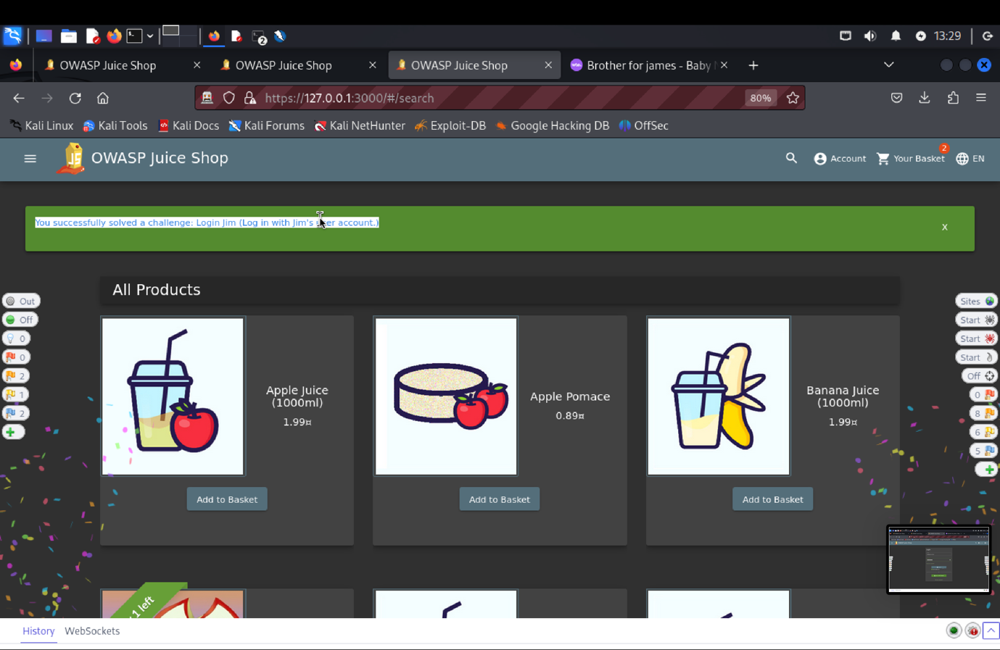 2
13:29
OWASP Juice Shop
OWASP Juice Shop
OWASP Juice Shop
Brother for james - Baby
https://127.0.0.1:3000/#/search
80%
Kali Linux
Kali Tools
Kali Docs
Kali Forums
Kali NetHunter
Exploit-DB
Google Hacking DB
OffSec
OWASP Juice Shop
Account
Your Basket
2
EN
You successfully solved a challenge: Login Jim (Log in with Jim's user account.)
X
All Products
Out
Off
0
0
2
1
2
Sites
Start
Start
Start
Off
0
8
6
5
Apple Juice
(1000ml)
1.99¤
Add to Basket
Apple Pomace
0.89¤
Add to Basket
Banana Juice
(1000ml)
1.99¤
Add to Basket
1 left
History
WebSockets